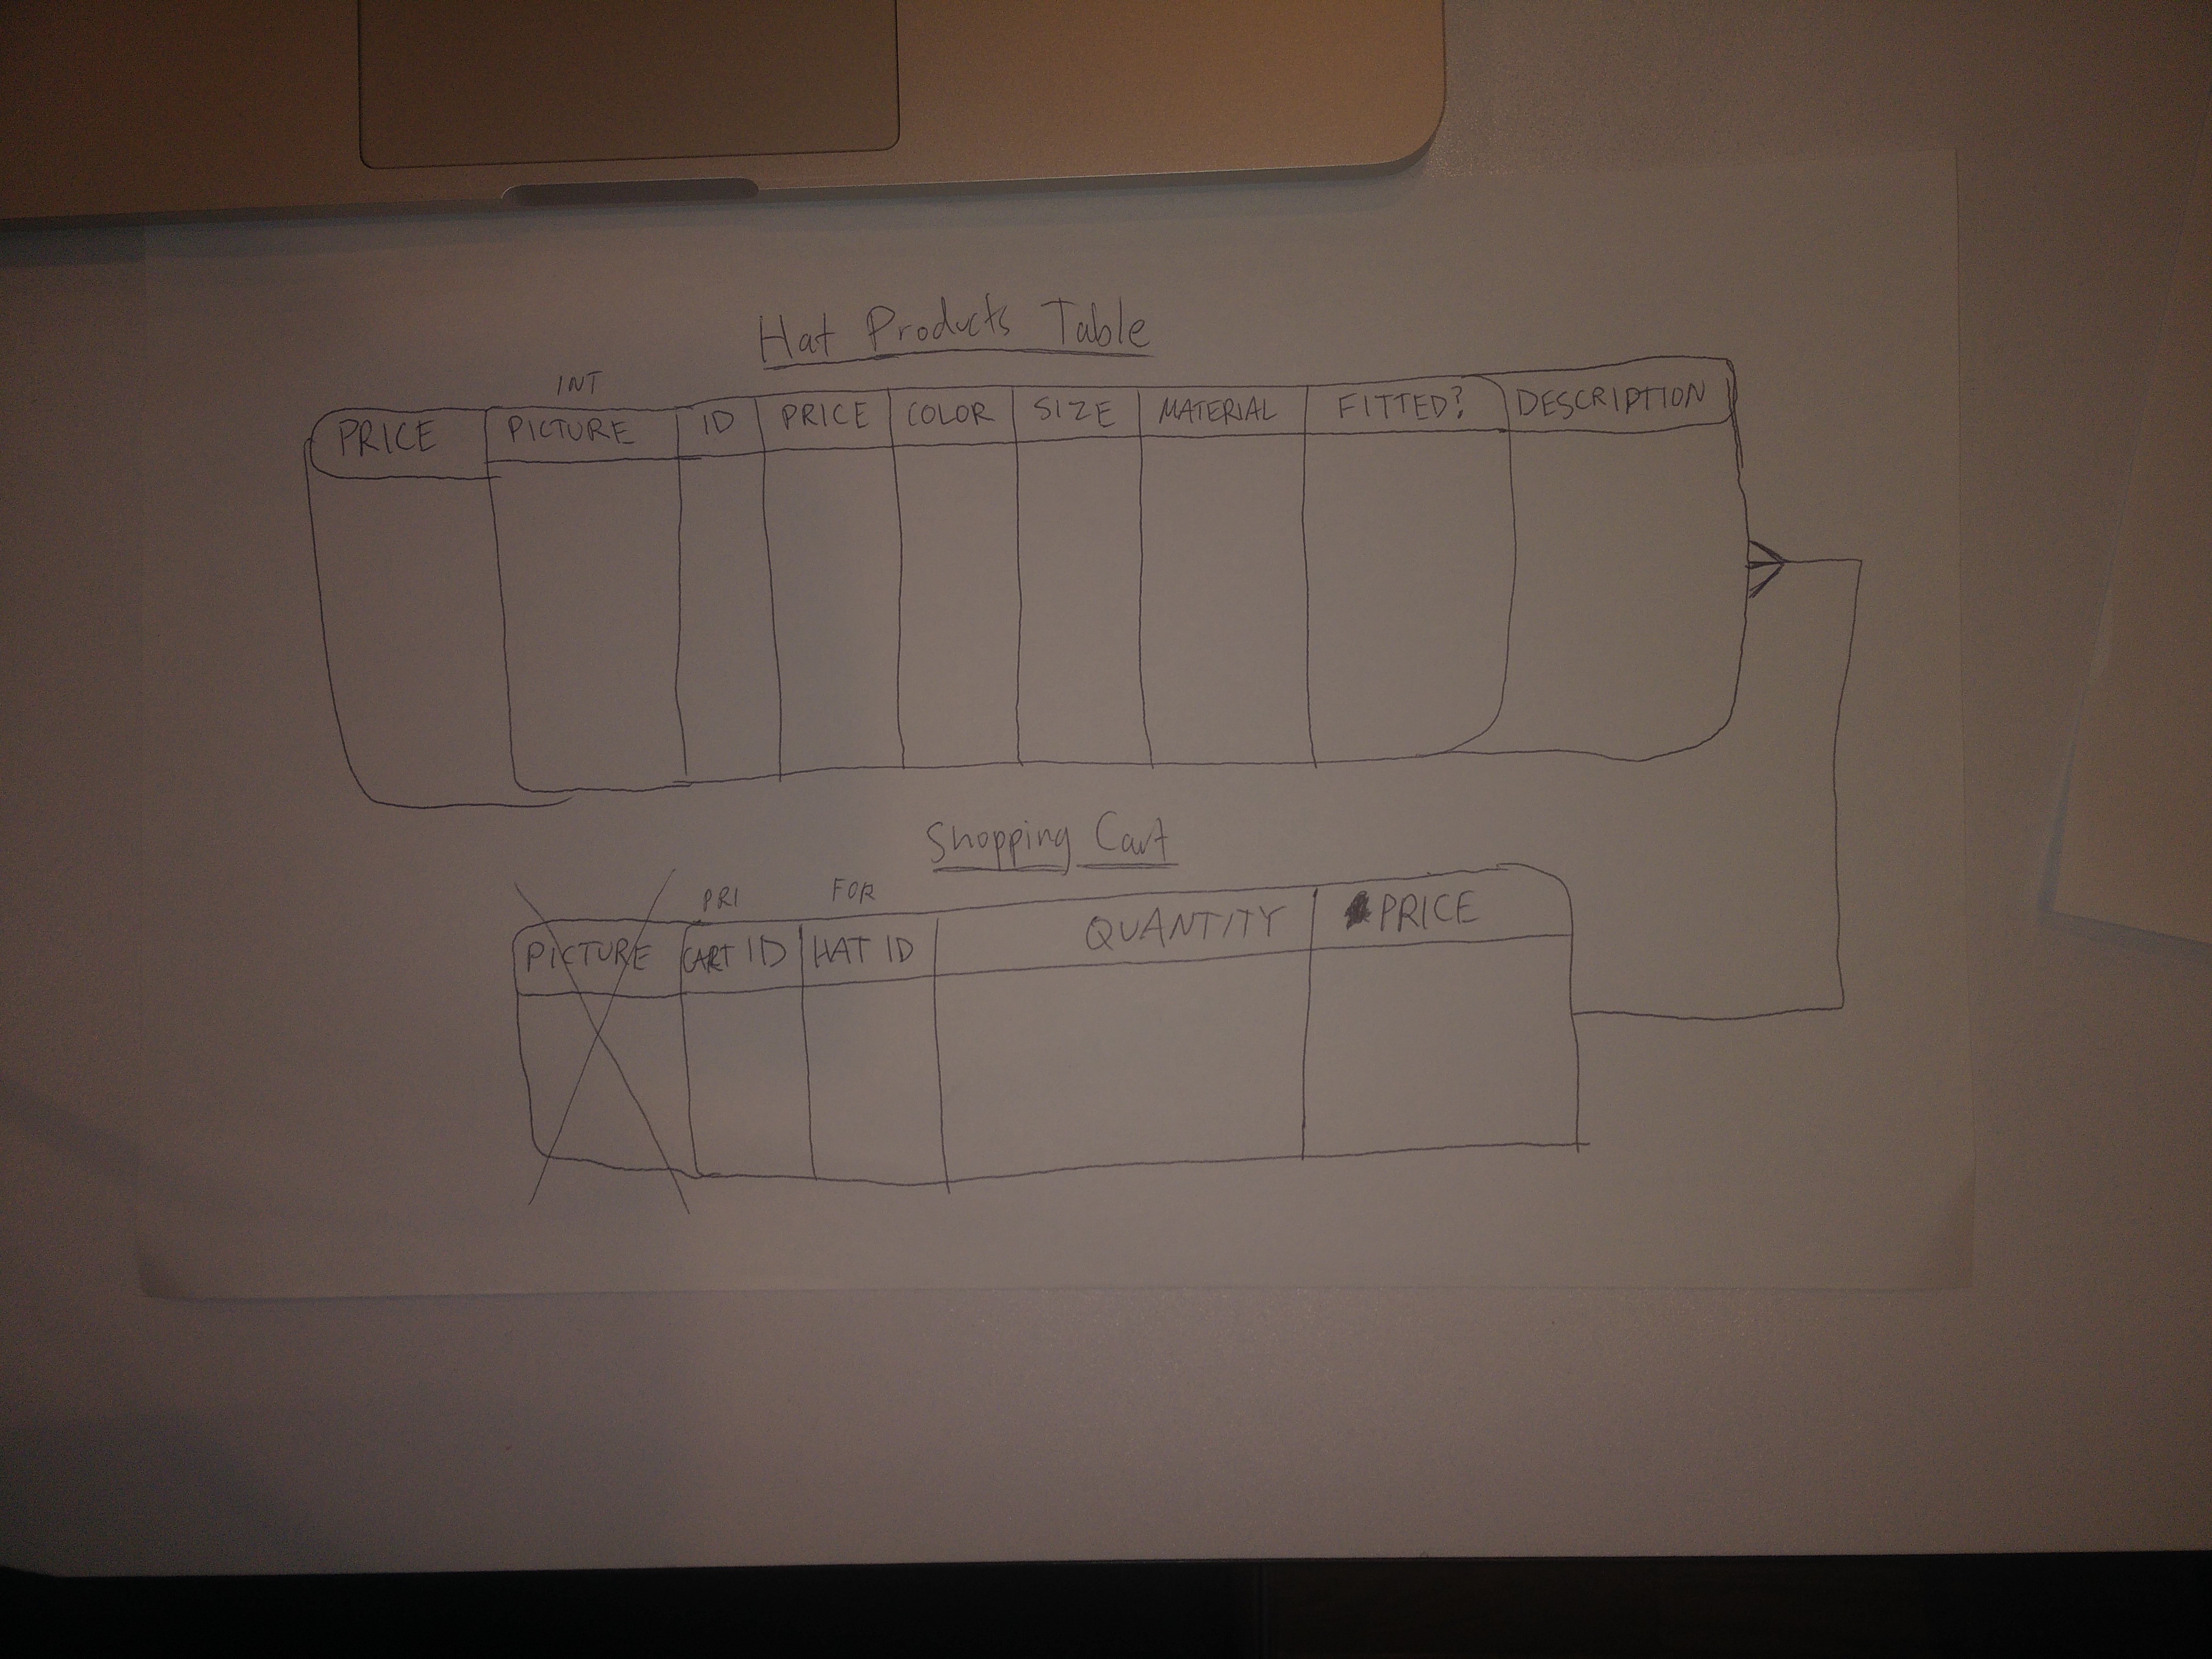 Hat Products Table
INT
PRICE PICTURE ID PRICE COLOR SIZE MATERIAL FITTED? DESCRIPTION
Shopping Cart
PRI FOR
PICTURE CART ID HAT ID QUANTITY PRICE